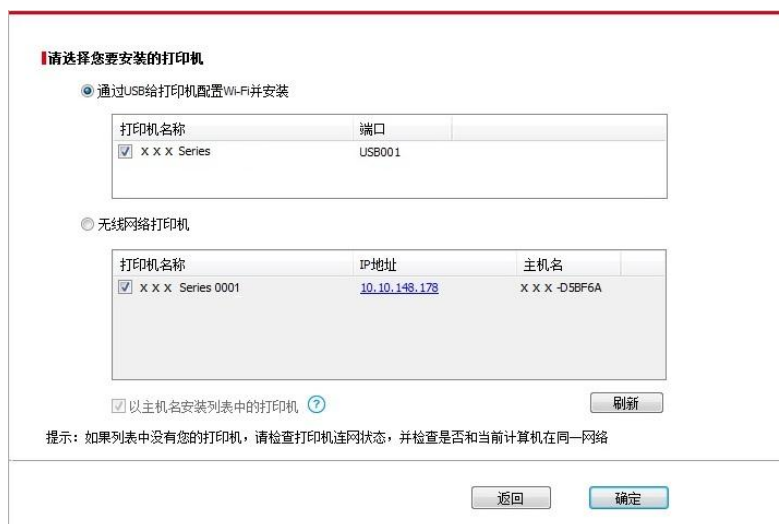 请选择您要安装的打印机
通过USB给打印机配置Wi-Fi并安装
打印机名称 端口
X X X Series USB001
无线网络打印机
打印机名称 IP地址 主机名
X X X Series 0001 10.10.148.178 X X X -D5BF6A
以主机名安装列表中的打印机 ?
刷新
提示：如果列表中没有您的打印机，请检查打印机连网状态，并检查是否和当前计算机在同一网络
返回 确定